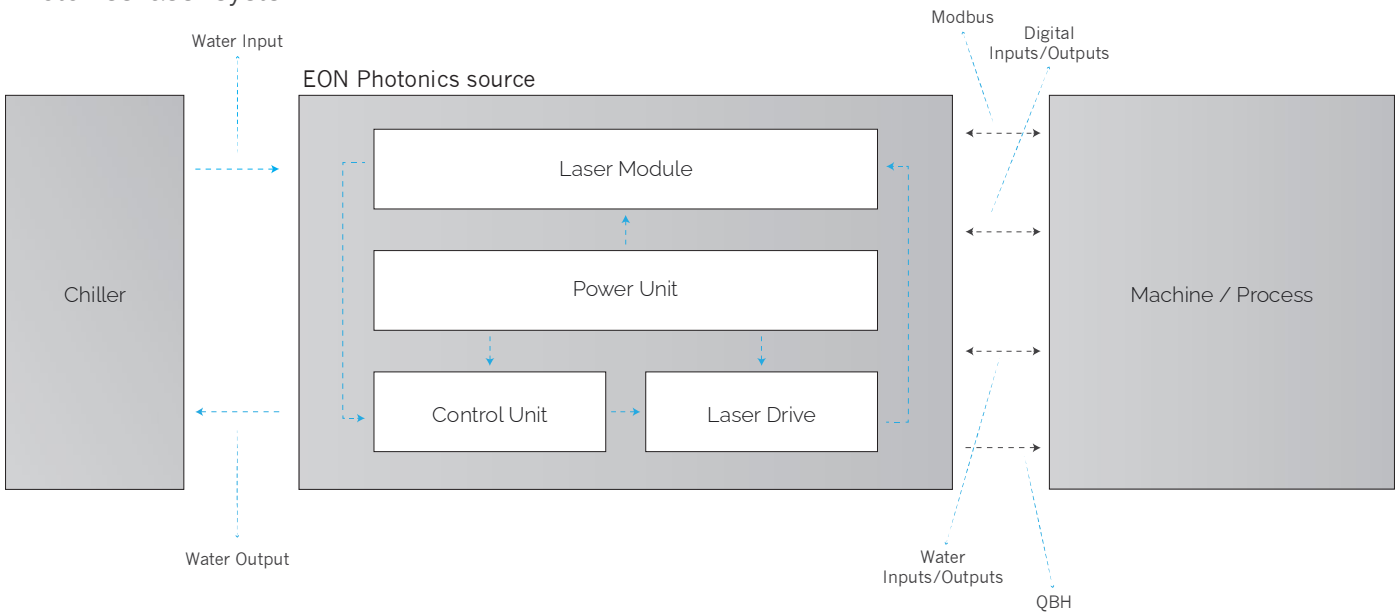 Modbus
Digital
Inputs/Outputs
Water Input
EON Photonics source
Laser Module
Chiller
Power Unit
Machine / Process
Control Unit
Laser Drive
Water Output
Water
Inputs/Outputs
QBH